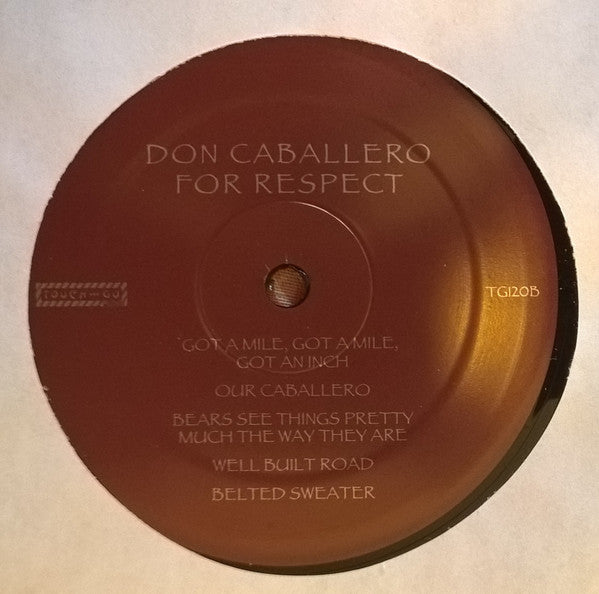 DON CABALLERO
FOR RESPECT
TOUCH AND GO
TG120B
GOT A MILE, GOT A MILE,
GOT AN INCH
OUR CABALLERO
BEARS SEE THINGS PRETTY
MUCH THE WAY THEY ARE
WELL BUILT ROAD
BELTED SWEATER